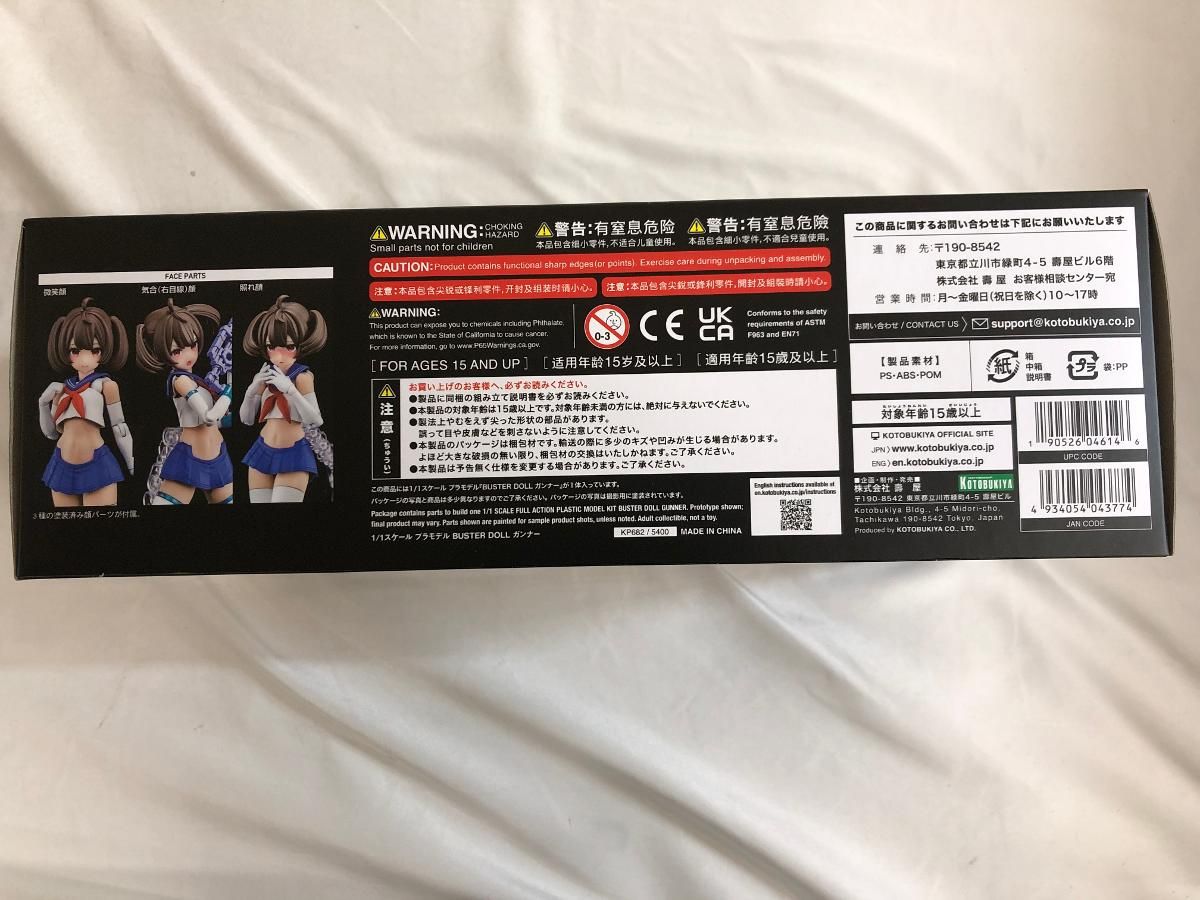 FACE PARTS
微笑顔
気合(右目線)顔
照れ顔
3種の塗装済み顔パーツが付属。
WARNING: CHOKING HAZARD
Small parts not for children
警告:有窒息危险
本品包含细小零件,不适合儿童使用。
警告:有窒息危險
本品包含細小零件,不適合兒童使用。
CAUTION: Product contains functional sharp edges(or points). Exercise care during unpacking and assembly.
注意:本品包含尖锐或锋利零件,开封及组装时请小心。
注意:本品包含尖銳或鋒利零件,開封及組裝時請小心。
WARNING:
This product can expose you to chemicals including Phthalate,
which is known to the State of California to cause cancer.
For more information, go to www.P65Warnings.ca.gov.
0-3
CE
UK
CA
Conforms to the safety
requirements of ASTM
F963 and EN71
[FOR AGES 15 AND UP] [适用年龄15岁及以上] [適用年齡15歲及以上]
注意(ちゅうい)
お買い上げのお客様へ、必ずお読みください。
●製品に同梱の組み立て説明書を必ずお読みください。
●本製品の対象年齢は15歳以上です。対象年齢未満の方には、絶対に与えないでください。
●製法上やむをえず尖った形状の部品があります。
誤って目や皮膚などを刺さないように注意してください。
●本製品のパッケージは梱包材です。輸送の際に多少のキズや凹みが生じる場合があります。
よほど大きな破損の無い限り、梱包材の交換はいたしかねます。ご了承ください。
●本製品は予告無く仕様を変更する場合があります。ご了承ください。
この商品には1/1スケール プラモデル「BUSTER DOLL ガンナー」が1体入っています。
パッケージの写真と商品は多少異なりますのでご了承ください。パッケージの写真は撮影用に塗装されています。
Package contains parts to build one 1/1 SCALE FULL ACTION PLASTIC MODEL KIT BUSTER DOLL GUNNER. Prototype shown;
final product may vary. Parts shown are painted for sample product shots, unless noted. Adult collectible, not a toy.
1/1スケール プラモデル BUSTER DOLL ガンナー
KP682 / 5400
MADE IN CHINA
English instructions available at
en.kotobukiya.co.jp/instructions
この商品に関するお問い合わせは下記にお願いいたします
連絡先:〒190-8542
東京都立川市緑町4-5 壽屋ビル6階
株式会社 壽屋 お客様相談センター宛
営業時間:月~金曜日(祝日を除く)10~17時
お問い合わせ / CONTACT US
support@kotobukiya.co.jp
【製品素材】
PS・ABS・POM
紙
箱
中箱
説明書
プラ
袋:PP
対象年齢15歳以上
たいしょうねんれい さいいじょう
KOTOBUKIYA OFFICIAL SITE
JPN www.kotobukiya.co.jp
ENG en.kotobukiya.co.jp
■企画・制作・発売■
株式会社 壽屋
KOTOBUKIYA
〒190-8542 東京都立川市緑町4-5 壽屋ビル
Kotobukiya Bldg., 4-5 Midori-cho,
Tachikawa 190-8542 Tokyo, Japan
Produced by KOTOBUKIYA CO., LTD.
1 90526 04614 6
UPC CODE
4 934054 043774
JAN CODE